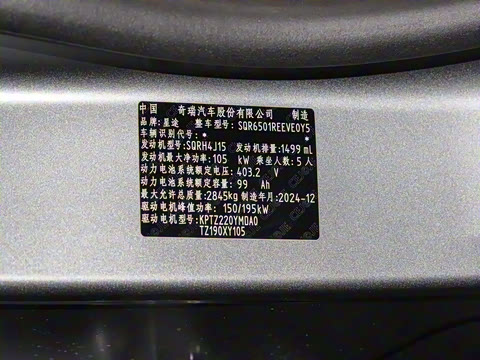 中国 奇瑞汽车股份有限公司 制造
品牌：星途 整车型号：SQR6501REEVE0Y5
车辆识别代号：
发动机型号：SQRH4J15 发动机排量：1499 mL
发动机最大净功率：105 kW 乘坐人数：5 人
动力电池系统额定电压：403.2 V
动力电池系统额定容量：99 Ah
最大允许总质量：2845kg 制造年月：2024-12
驱动电机峰值功率：150/195kW
驱动电机型号：KPTZ220YMDA0
TZ190XY105